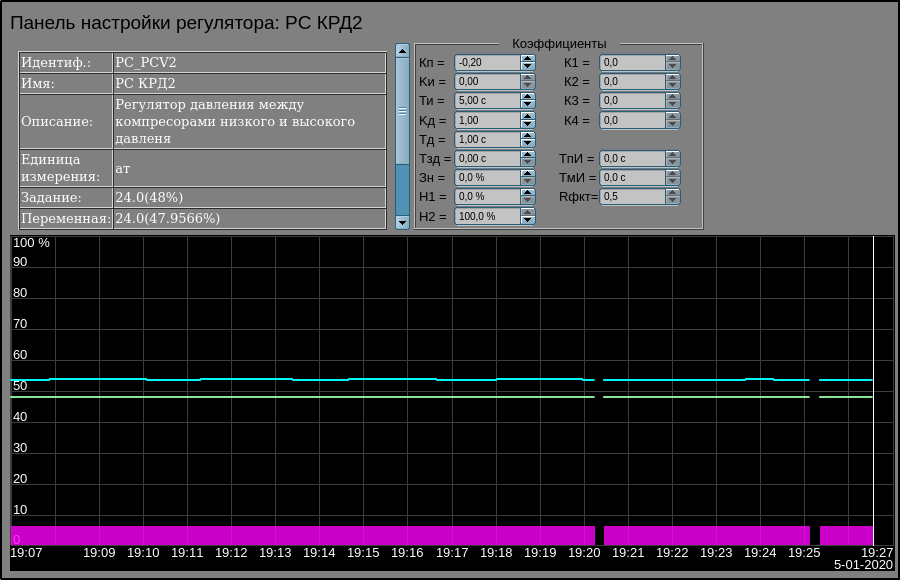 Панель настройки регулятора: РС КРД2
Идентиф.: PC_PCV2
Имя: РС КРД2
Описание: Регулятор давления между
компресорами низкого и высокого
давленя
Единица
измерения: ат
Задание: 24.0(48%)
Переменная: 24.0(47.9566%)
Коэффициенты
Кп = -0,20 К1 = 0,0
Ки = 0,00 К2 = 0,0
Ти = 5,00 с К3 = 0,0
Кд = 1,00 К4 = 0,0
Тд = 1,00 с
Тзд = 0,00 с ТпИ = 0,0 с
Зн = 0,0 % ТмИ = 0,0 с
Н1 = 0,0 % Rфкт= 0,5
Н2 = 100,0 %
100 %
90
80
70
60
50
40
30
20
10
0
19:07 19:09 19:10 19:11 19:12 19:13 19:14 19:15 19:16 19:17 19:18 19:19 19:20 19:21 19:22 19:23 19:24 19:25 19:27
5-01-2020